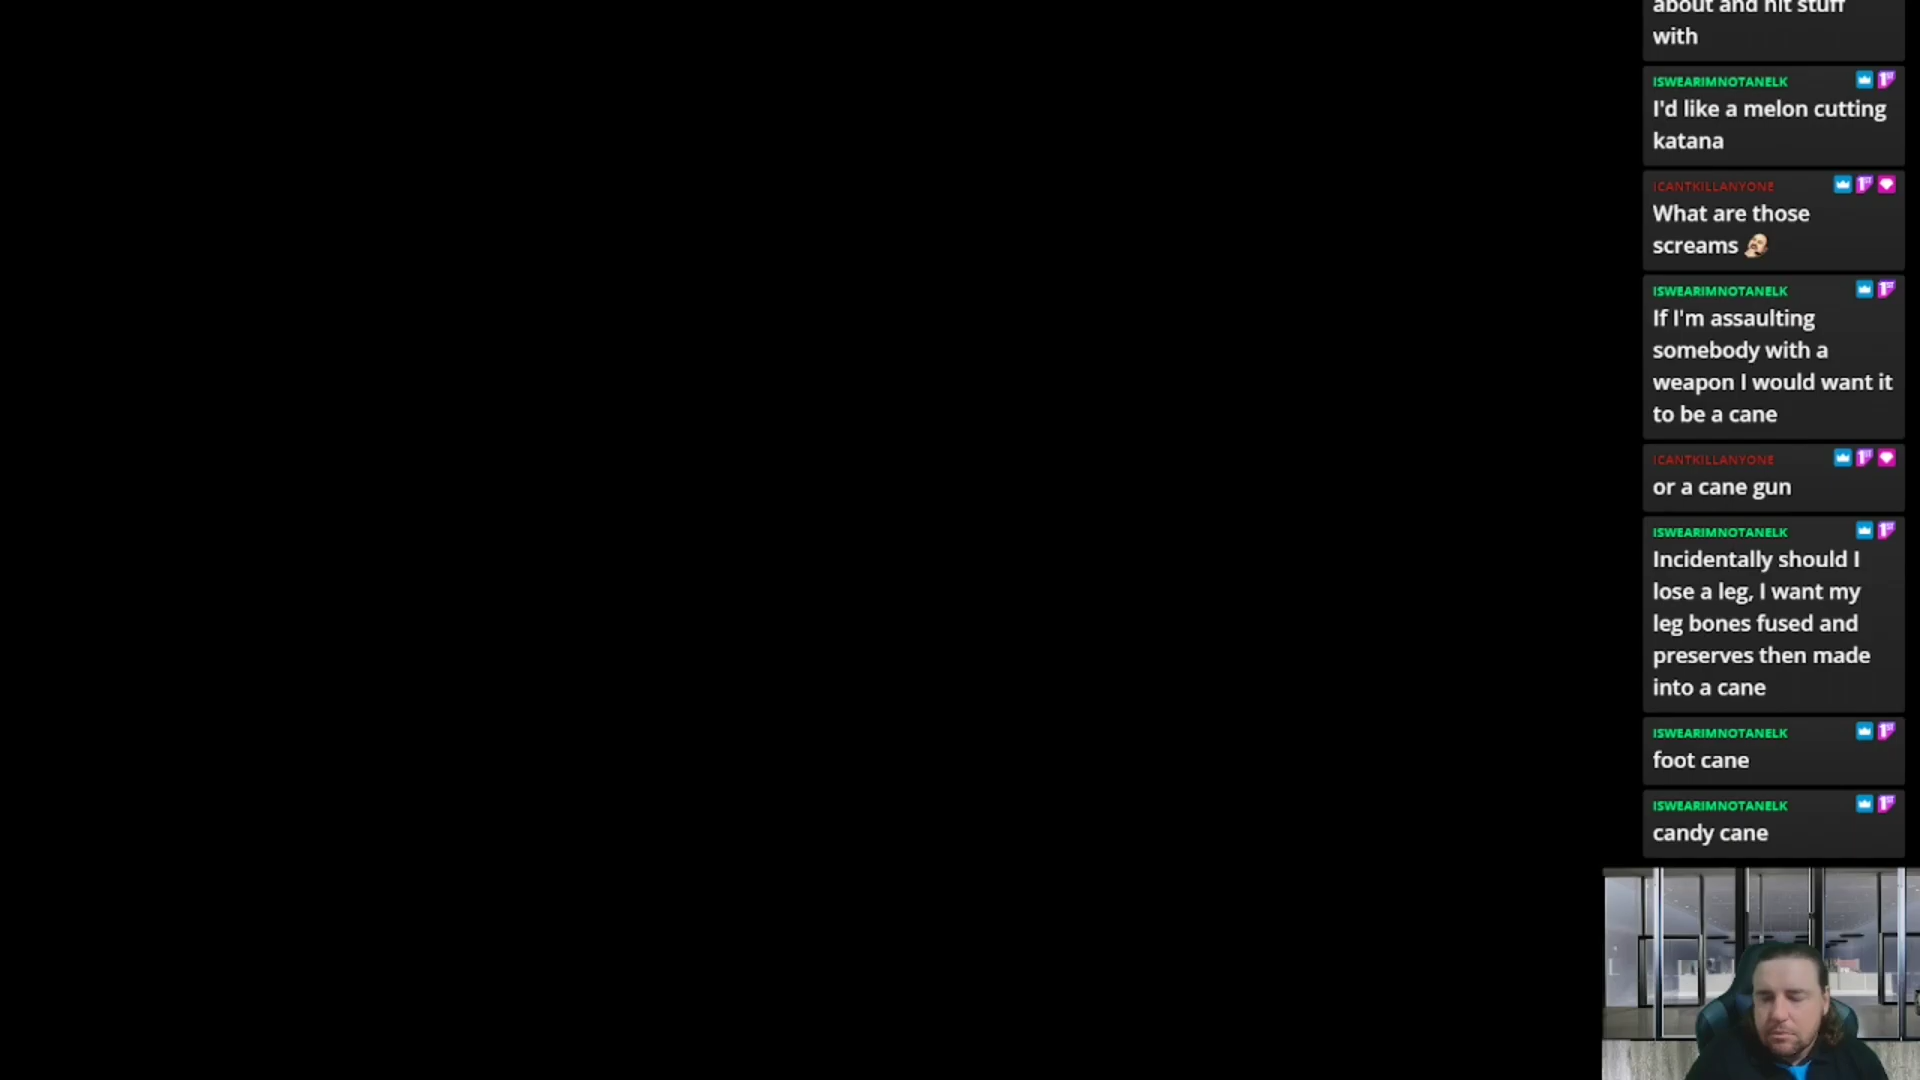 about and hit stuff
with
ISWEARIMNOTANELK
I'd like a melon cutting
katana
ICANTKILLANYONE
What are those
screams
ISWEARIMNOTANELK
If I'm assaulting
somebody with a
weapon I would want it
to be a cane
ICANTKILLANYONE
or a cane gun
ISWEARIMNOTANELK
Incidentally should I
lose a leg, I want my
leg bones fused and
preserves then made
into a cane
ISWEARIMNOTANELK
foot cane
ISWEARIMNOTANELK
candy cane